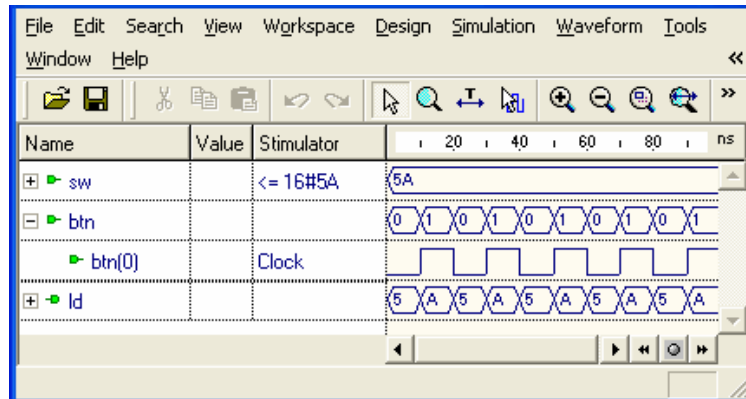 File Edit Search View Workspace Design Simulation Waveform Tools
Window Help «
T »
Name Value Stimulator 20 40 60 80 ns
sw <= 16#5A 5A
btn 0 1 0 1 0 1 0 1 0 1
btn(0) Clock
ld 5 A 5 A 5 A 5 A 5 A